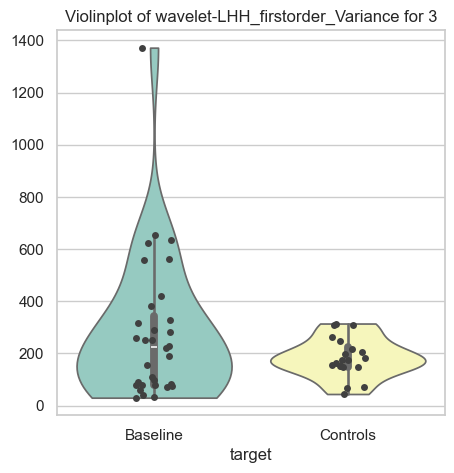 Violinplot of wavelet-LHH_firstorder_Variance for 3
1400
1200
1000
800
600
400
200
0
Baseline
Controls
target